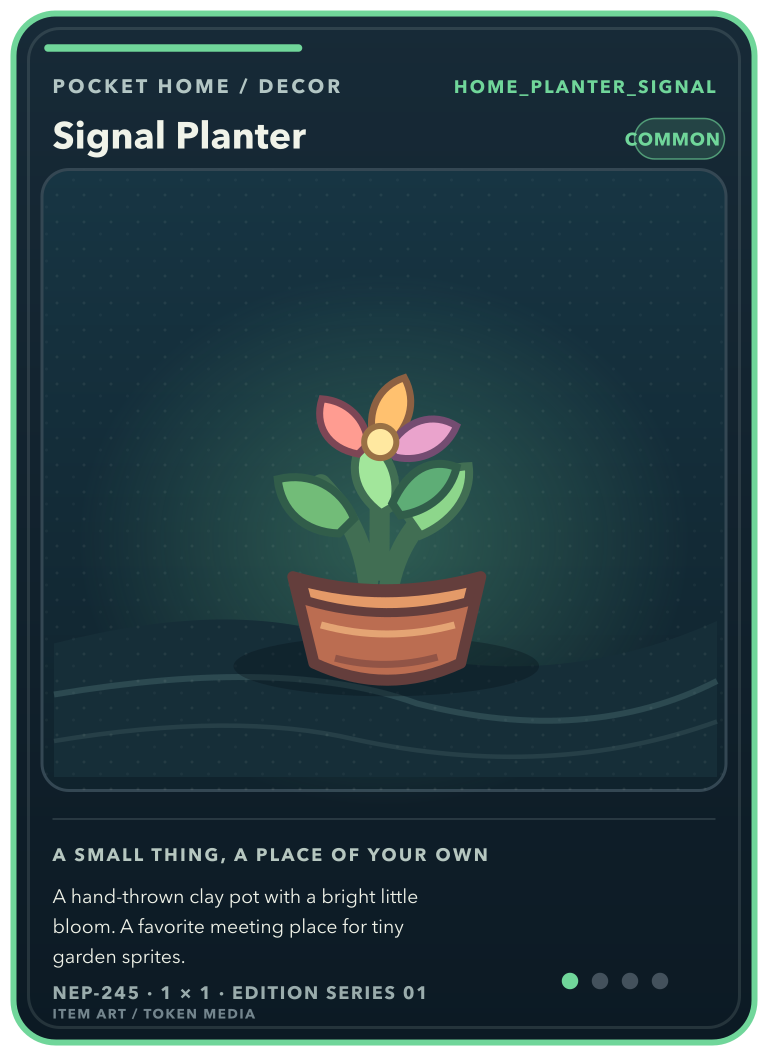 POCKET HOME / DECOR
HOME_PLANTER_SIGNAL
Signal Planter
COMMON
A SMALL THING, A PLACE OF YOUR OWN
A hand-thrown clay pot with a bright little
bloom. A favorite meeting place for tiny
garden sprites.
NEP-245 · 1 × 1 · EDITION SERIES 01
ITEM ART / TOKEN MEDIA